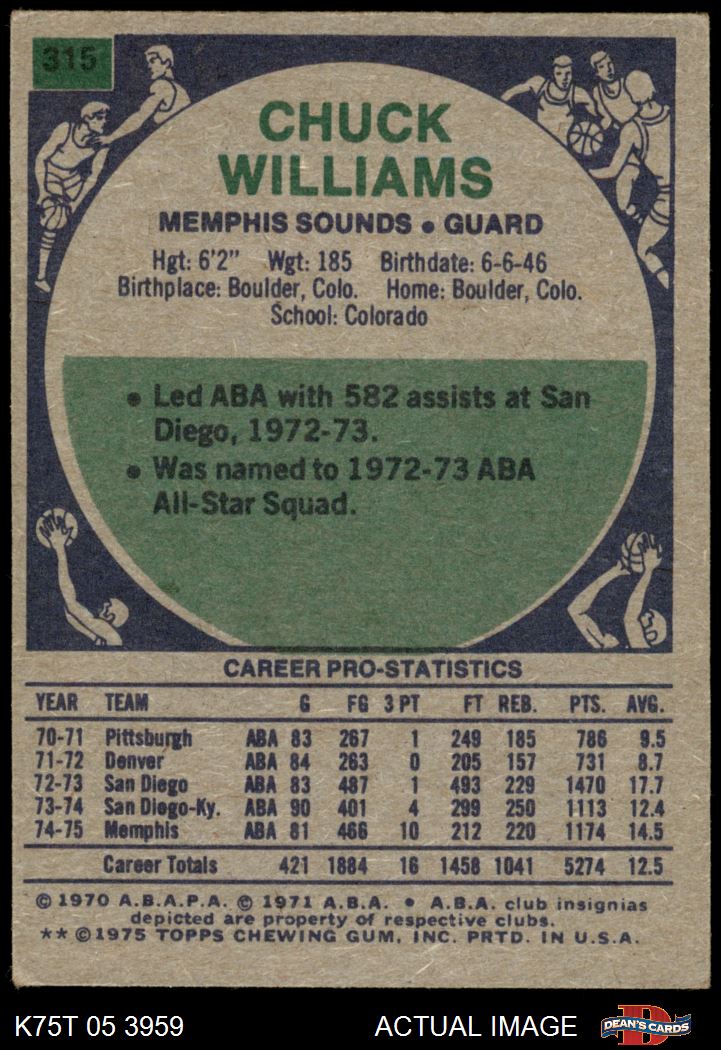 315
CHUCK
WILLIAMS
MEMPHIS SOUNDS • GUARD
Hgt: 6'2" Wgt: 185 Birthdate: 6-6-46
Birthplace: Boulder, Colo. Home: Boulder, Colo.
School: Colorado
• Led ABA with 582 assists at San
Diego, 1972-73.
• Was named to 1972-73 ABA
All-Star Squad.
CAREER PRO-STATISTICS
YEAR TEAM G FG 3 PT FT REB. PTS. AVG.
70-71 Pittsburgh ABA 83 267 1 249 185 786 9.5
71-72 Denver ABA 84 263 0 205 157 731 8.7
72-73 San Diego ABA 83 487 1 493 229 1470 17.7
73-74 San Diego-Ky. ABA 90 401 4 299 250 1113 12.4
74-75 Memphis ABA 81 466 10 212 220 1174 14.5
Career Totals 421 1884 16 1458 1041 5274 12.5
© 1970 A.B.A.P.A. © 1971 A.B.A. • A.B.A. club insignias
depicted are property of respective clubs.
** © 1975 TOPPS CHEWING GUM, INC. PRTD. IN U.S.A.
K75T 05 3959 ACTUAL IMAGE DEAN'S CARDS